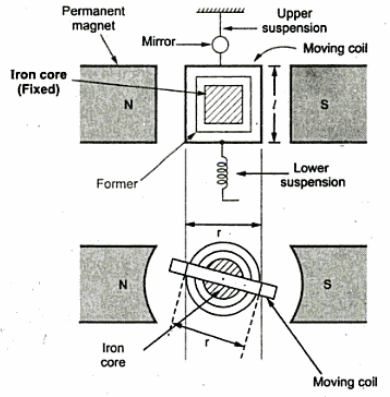 Permanent
magnet
Upper
suspension
Mirror
Moving coil
Iron core
(Fixed)
N
l
S
Former
Lower
suspension
r
N
S
Iron
core
r
Moving coil